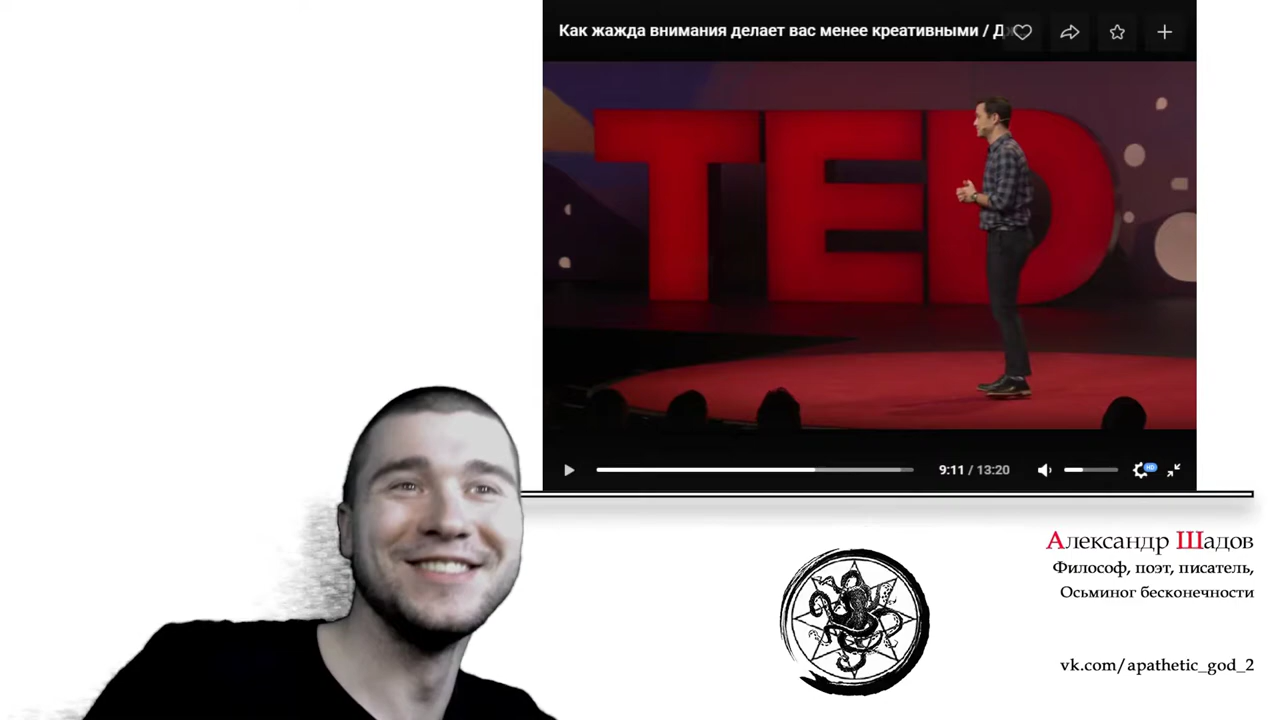 Как жажда внимания делает вас менее креативными / Д
TED
9:11 / 13:20
HD
Александр Шадов
Философ, поэт, писатель,
Осьминог бесконечности
vk.com/apathetic_god_2